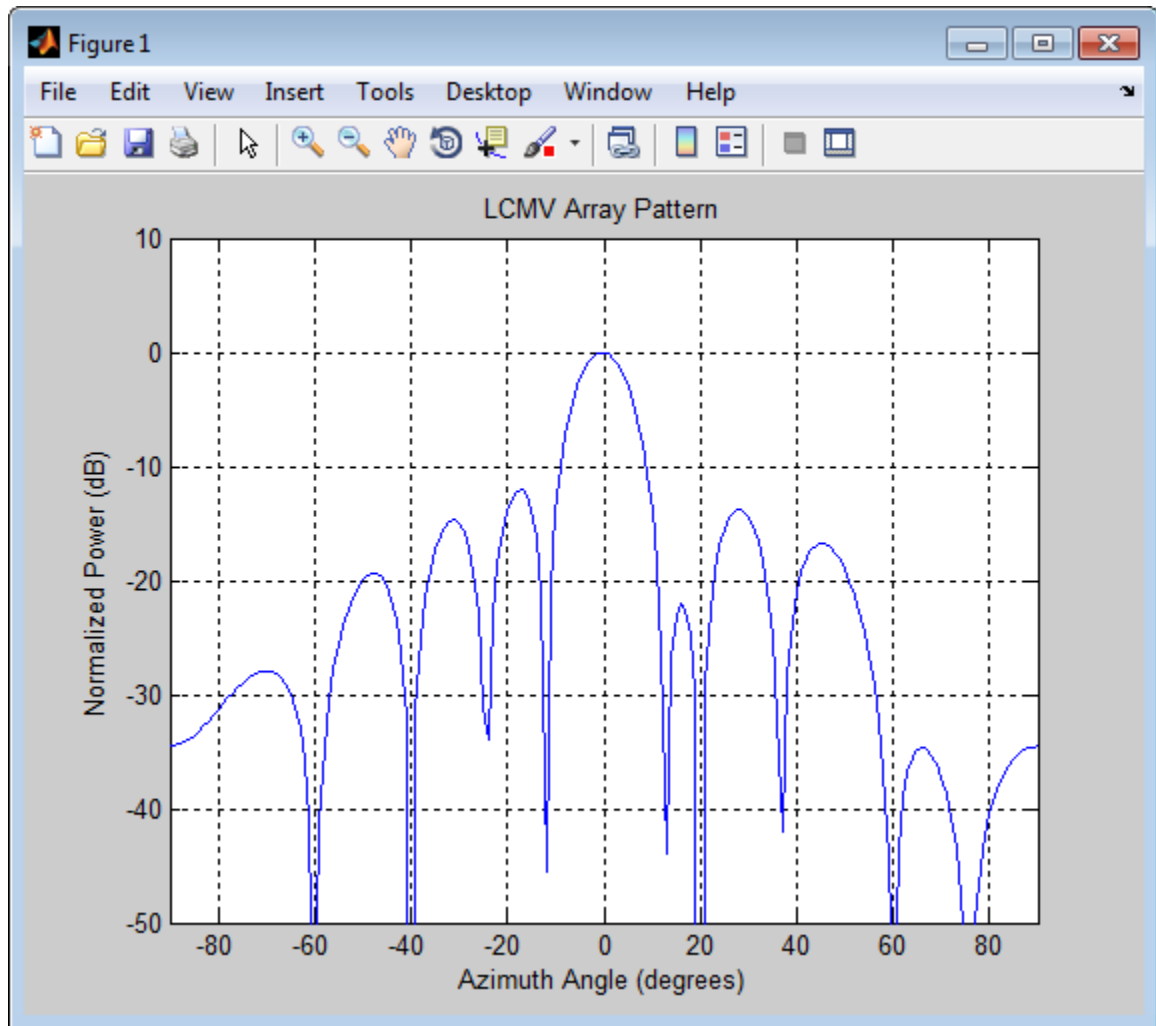 Figure 1
File Edit View Insert Tools Desktop Window Help
LCMV Array Pattern
10
0
-10
-20
-30
-40
-50
Normalized Power (dB)
-80 -60 -40 -20 0 20 40 60 80
Azimuth Angle (degrees)